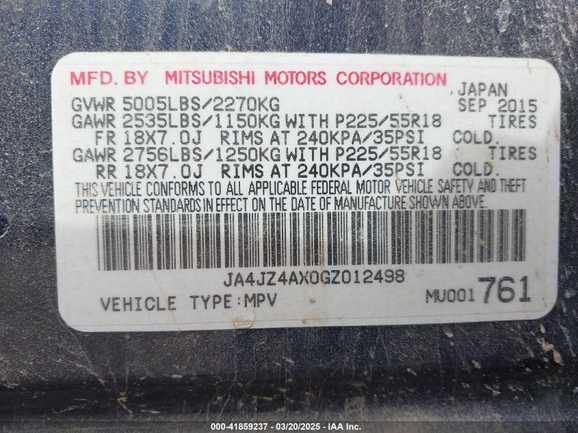 MFD. BY MITSUBISHI MOTORS CORPORATION
JAPAN
GVWR 5005LBS/2270KG SEP 2015
GAWR 2535LBS/1150KG WITH P225/55R18 TIRES
FR 18X7.0J RIMS AT 240KPA/35PSI COLD.
GAWR 2756LBS/1250KG WITH P225/55R18 TIRES
RR 18X7.0J RIMS AT 240KPA/35PSI COLD.
THIS VEHICLE CONFORMS TO ALL APPLICABLE FEDERAL MOTOR VEHICLE SAFETY AND THEFT
PREVENTION STANDARDS IN EFFECT ON THE DATE OF MANUFACTURE SHOWN ABOVE.
JA4JZ4AX0GZ012498
VEHICLE TYPE:MPV MU001 761
000-41859237 - 03/20/2025 - IAA Inc.